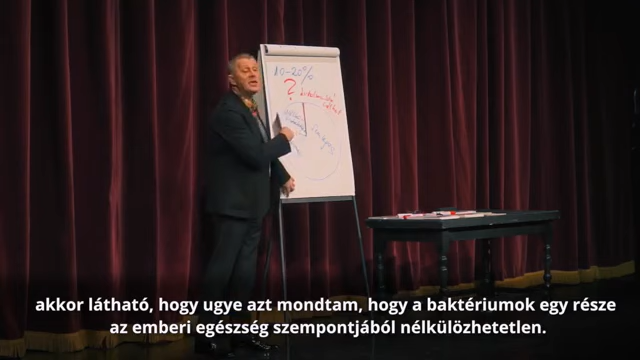 10-20%
?
akkor látható, hogy ugye azt mondtam, hogy a baktériumok egy része
az emberi egészség szempontjából nélkülözhetetlen.